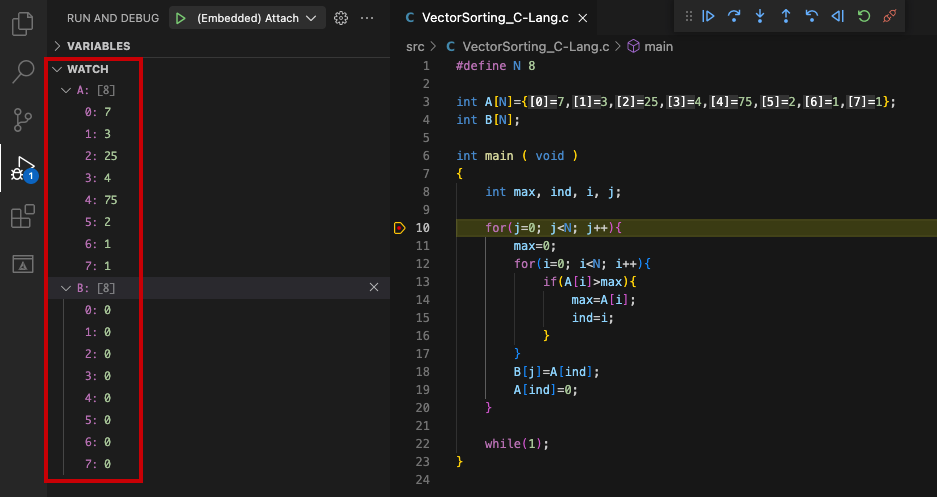 RUN AND DEBUG (Embedded) Attach
VARIABLES
WATCH
A: [8]
0: 7
1: 3
2: 25
3: 4
4: 75
5: 2
6: 1
7: 1
B: [8]
0: 0
1: 0
2: 0
3: 0
4: 0
5: 0
6: 0
7: 0
1
C VectorSorting_C-Lang.c
src > C VectorSorting_C-Lang.c > main
1 #define N 8
2
3 int A[N]={[0]=7,[1]=3,[2]=25,[3]=4,[4]=75,[5]=2,[6]=1,[7]=1};
4 int B[N];
5
6 int main ( void )
7 {
8 int max, ind, i, j;
9
10 for(j=0; j<N; j++){
11 max=0;
12 for(i=0; i<N; i++){
13 if(A[i]>max){
14 max=A[i];
15 ind=i;
16 }
17 }
18 B[j]=A[ind];
19 A[ind]=0;
20 }
21
22 while(1);
23 }
24